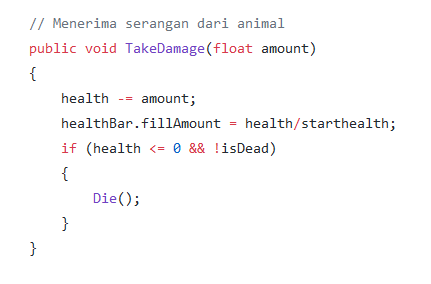 // Menerima serangan dari animal
public void TakeDamage(float amount)
{
    health -= amount;
    healthBar.fillAmount = health/starthealth;
    if (health <= 0 && !isDead)
    {
        Die();
    }
}